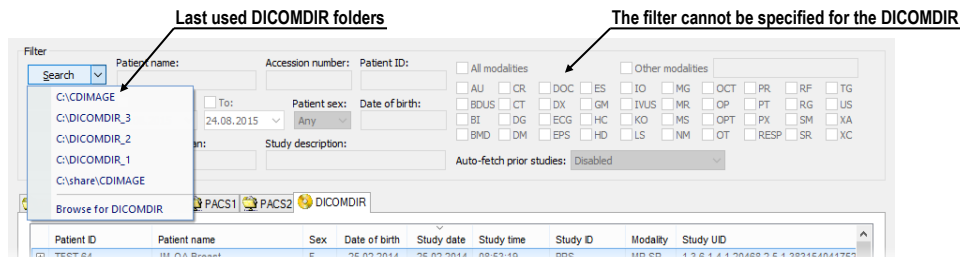 Last used DICOMDIR folders
The filter cannot be specified for the DICOMDIR
Filter
Search
Patient name:
Accession number:
Patient ID:
All modalities
Other modalities
C:\CDIMAGE
C:\DICOMDIR_3
C:\DICOMDIR_2
C:\DICOMDIR_1
C:\share\CDIMAGE
Browse for DICOMDIR
To:
Patient sex:
Date of birth:
24.08.2015
Any
an:
Study description:
AU CR DOC ES IO MG OCT PR RF TG
BDUS CT DX GM IVUS MR OP PT RG US
BI DG ECG HC KO MS OPT PX SM XA
BMD DM EPS HD LS NM OT RESP SR XC
Auto-fetch prior studies: Disabled
PACS1 PACS2 DICOMDIR
Patient ID Patient name Sex Date of birth Study date Study time Study ID Modality Study UID